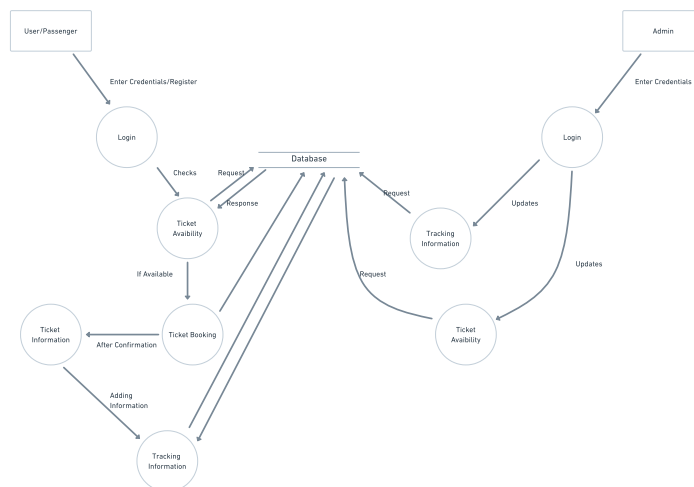 User/Passenger
Admin
Enter Credentials/Register
Enter Credentials
Login
Login
Database
Checks
Request
Response
Request
Updates
Ticket
Avaibility
Tracking
Information
If Available
Request
Updates
Ticket
Information
After Confirmation
Ticket Booking
Ticket
Avaibility
Adding
Information
Tracking
Information